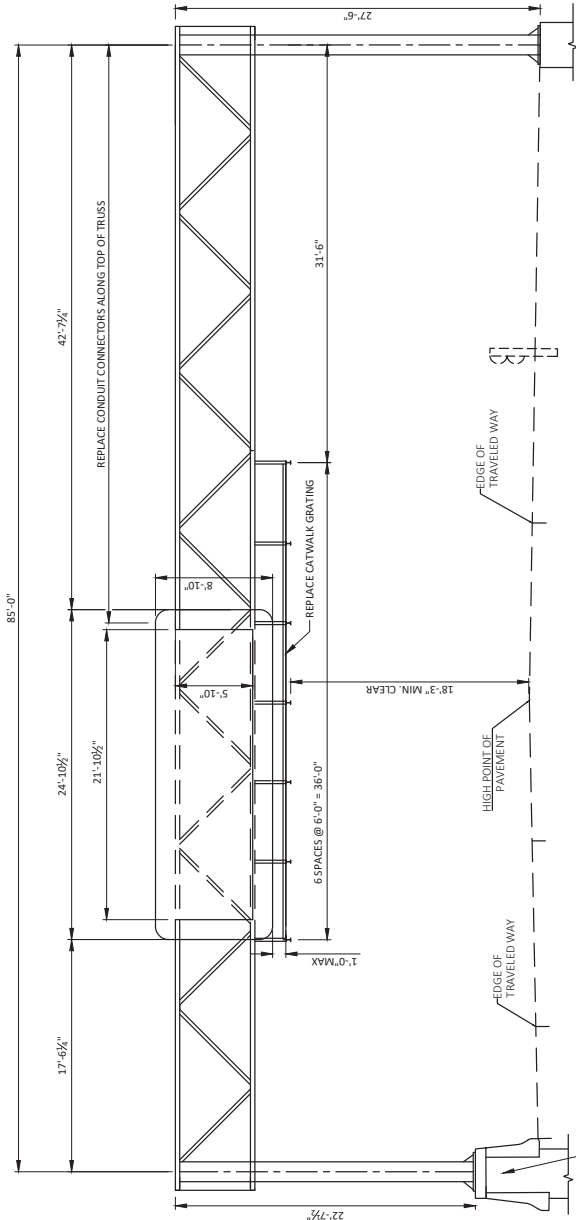 85'-0"
17'-6¼"
24'-10½"
42'-7¼"
21'-10½"
REPLACE CONDUIT CONNECTORS ALONG TOP OF TRUSS
8'-10"
5'-10"
27'-6"
22'-7½"
31'-6"
6 SPACES @ 6'-0" = 36'-0"
REPLACE CATWALK GRATING
1'-0"MAX
18'-3" MIN. CLEAR
EDGE OF
TRAVELED WAY
HIGH POINT OF
PAVEMENT
EDGE OF
TRAVELED WAY